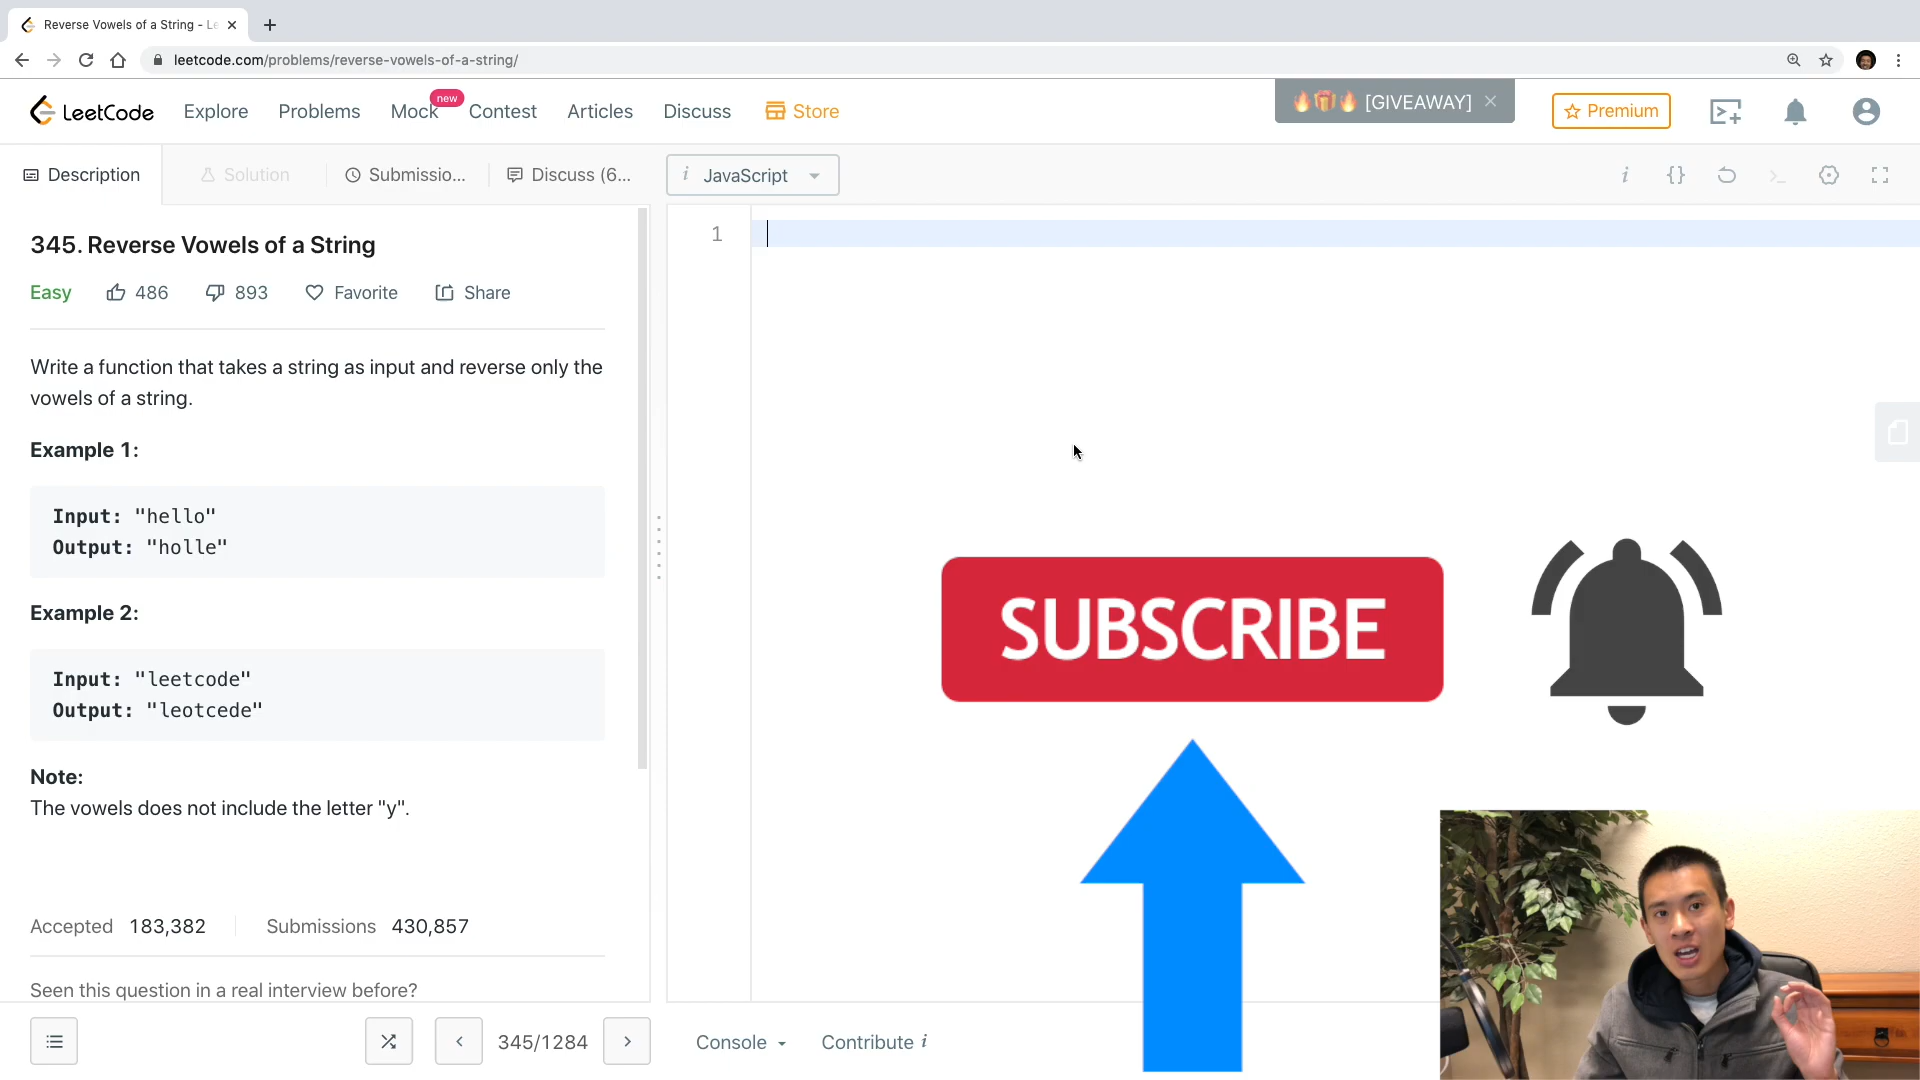 Reverse Vowels of a String - Le
leetcode.com/problems/reverse-vowels-of-a-string/
LeetCode
Explore
Problems
Mock
new
Contest
Articles
Discuss
Store
[GIVEAWAY]
Premium
Description
Solution
Submissio...
Discuss (6...
i JavaScript
i
{}
1
345. Reverse Vowels of a String
Easy
486
893
Favorite
Share
Write a function that takes a string as input and reverse only the
vowels of a string.
Example 1:
Input: "hello"
Output: "holle"
Example 2:
Input: "leetcode"
Output: "leotcede"
Note:
The vowels does not include the letter "y".
Accepted 183,382
Submissions 430,857
Seen this question in a real interview before?
345/1284
Console
Contribute i
SUBSCRIBE